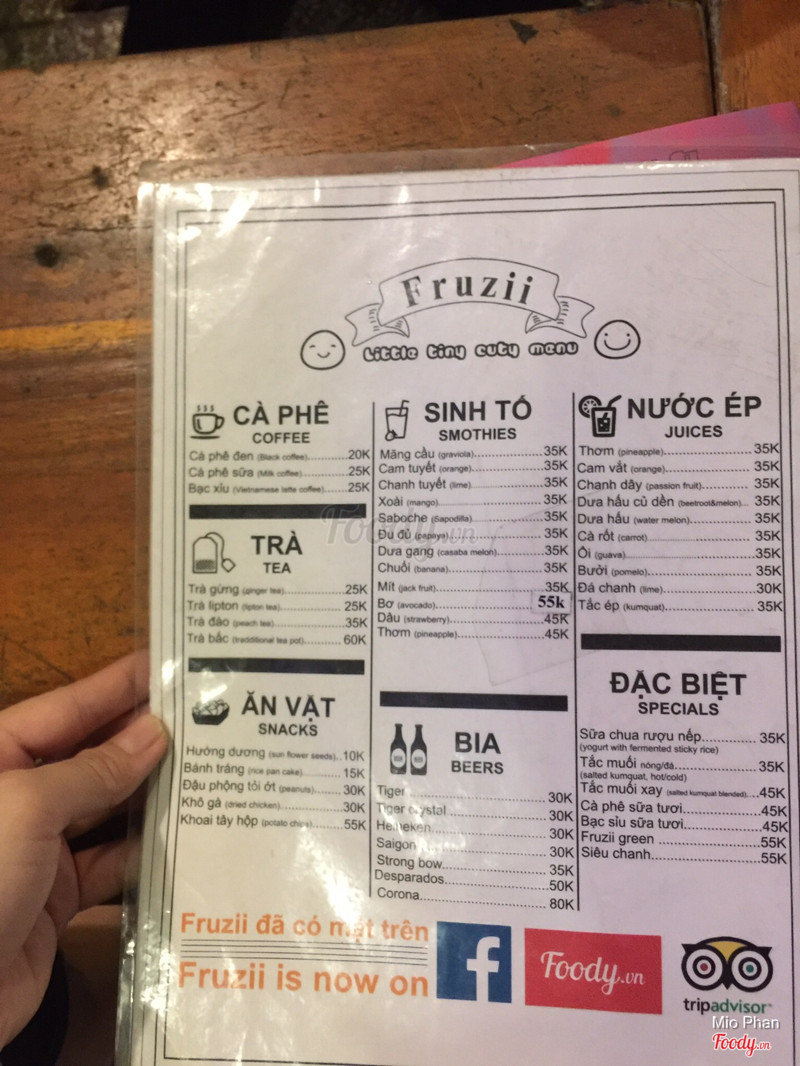 Fruzii
Little tiny cuty menu
CÀ PHÊ
COFFEE
Cà phê đen (Black coffee)..........20K
Cà phê sữa (Milk coffee)..........25K
Bạc xỉu (Vietnamese latte coffee)....25K
TRÀ
TEA
Trà gừng (ginger tea)..........25K
Trà lipton (lipton tea)..........25K
Trà đào (peach tea)..........35K
Trà bắc (tradditional tea pot)..........60K
ĂN VẶT
SNACKS
Hướng dương (sun flower seeds)..10K
Bánh tráng (rice pan cake)..........15K
Đậu phộng tỏi ớt (peanuts)..........30K
Khô gà (dried chicken)..........30K
Khoai tây hộp (potato chips)..........55K
SINH TỐ
SMOTHIES
Mãng cầu (graviola)..........35K
Cam tuyết (orange)..........35K
Chanh tuyết (lime)..........35K
Xoài (mango)..........35K
Saboche (Sapodilla)..........35K
Đu đủ (papaya)..........35K
Dưa gang (casaba melon)..........35K
Chuối (banana)..........35K
Mít (jack fruit)..........35K
Bơ (avocado)..........55k
Dâu (strawberry)..........45K
Thơm (pineapple)..........45K
BIA
BEERS
Tiger..........30K
Tiger crystal..........30K
Heineken..........30K
Saigon..........30K
Strong bow..........35K
Desparados..........50K
Corona..........80K
NƯỚC ÉP
JUICES
Thơm (pineapple)..........35K
Cam vắt (orange)..........35K
Chanh dây (passion fruit)..........35K
Dưa hấu củ dền (beetroot&melon)... 35K
Dưa hấu (water melon)..........35K
Cà rốt (carrot)..........35K
Ổi (guava)..........35K
Bưởi (pomelo)..........35K
Đá chanh (lime)..........30K
Tắc ép (kumquat)..........35K
ĐẶC BIỆT
SPECIALS
Sữa chua rượu nếp..........35K
(yogurt with fermented sticky rice)
Tắc muối nóng/đá..........35K
(salted kumquat, hot/cold)
Tắc muối xay (salted kumquat blended)....45K
Cà phê sữa tươi..........45K
Bạc sỉu sữa tươi..........45K
Fruzii green ..........55K
Siêu chanh..........55K
Fruzii đã có mặt trên
Fruzii is now on
f
Foody.vn
tripadvisor®
Foody.vn
Mio Phan
Foody.vn